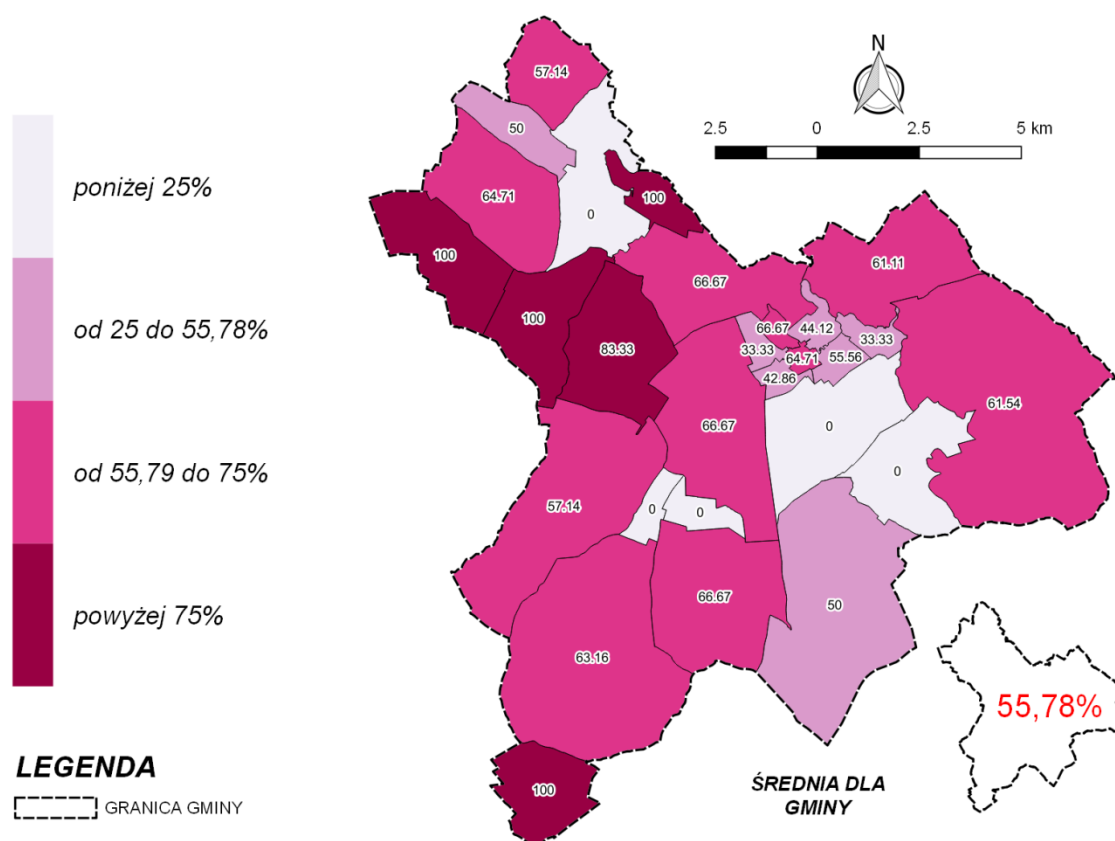 57.14
N
50
2.5 0 2.5 5 km
poniżej 25%
64.71
100
0
100
61.11
66.67
od 25 do 55,78%
100
66.67
44.12
33.33
83.33
33.33
64.71
55.56
42.86
61.54
66.67
0
od 55,79 do 75%
0
57.14
0
0
66.67
50
powyżej 75%
63.16
55,78%
LEGENDA
ŚREDNIA DLA
GMINY
100
GRANICA GMINY